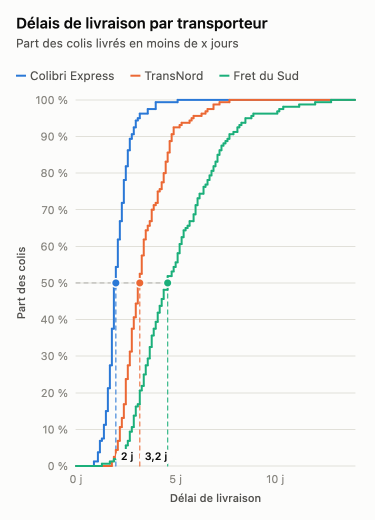 Délais de livraison par transporteur
Part des colis livrés en moins de x jours
Colibri Express TransNord Fret du Sud
100 %
90 %
80 %
70 %
60 %
50 %
40 %
30 %
20 %
10 %
0 %
Part des colis
2 j 3,2 j
0 j 5 j 10 j
Délai de livraison